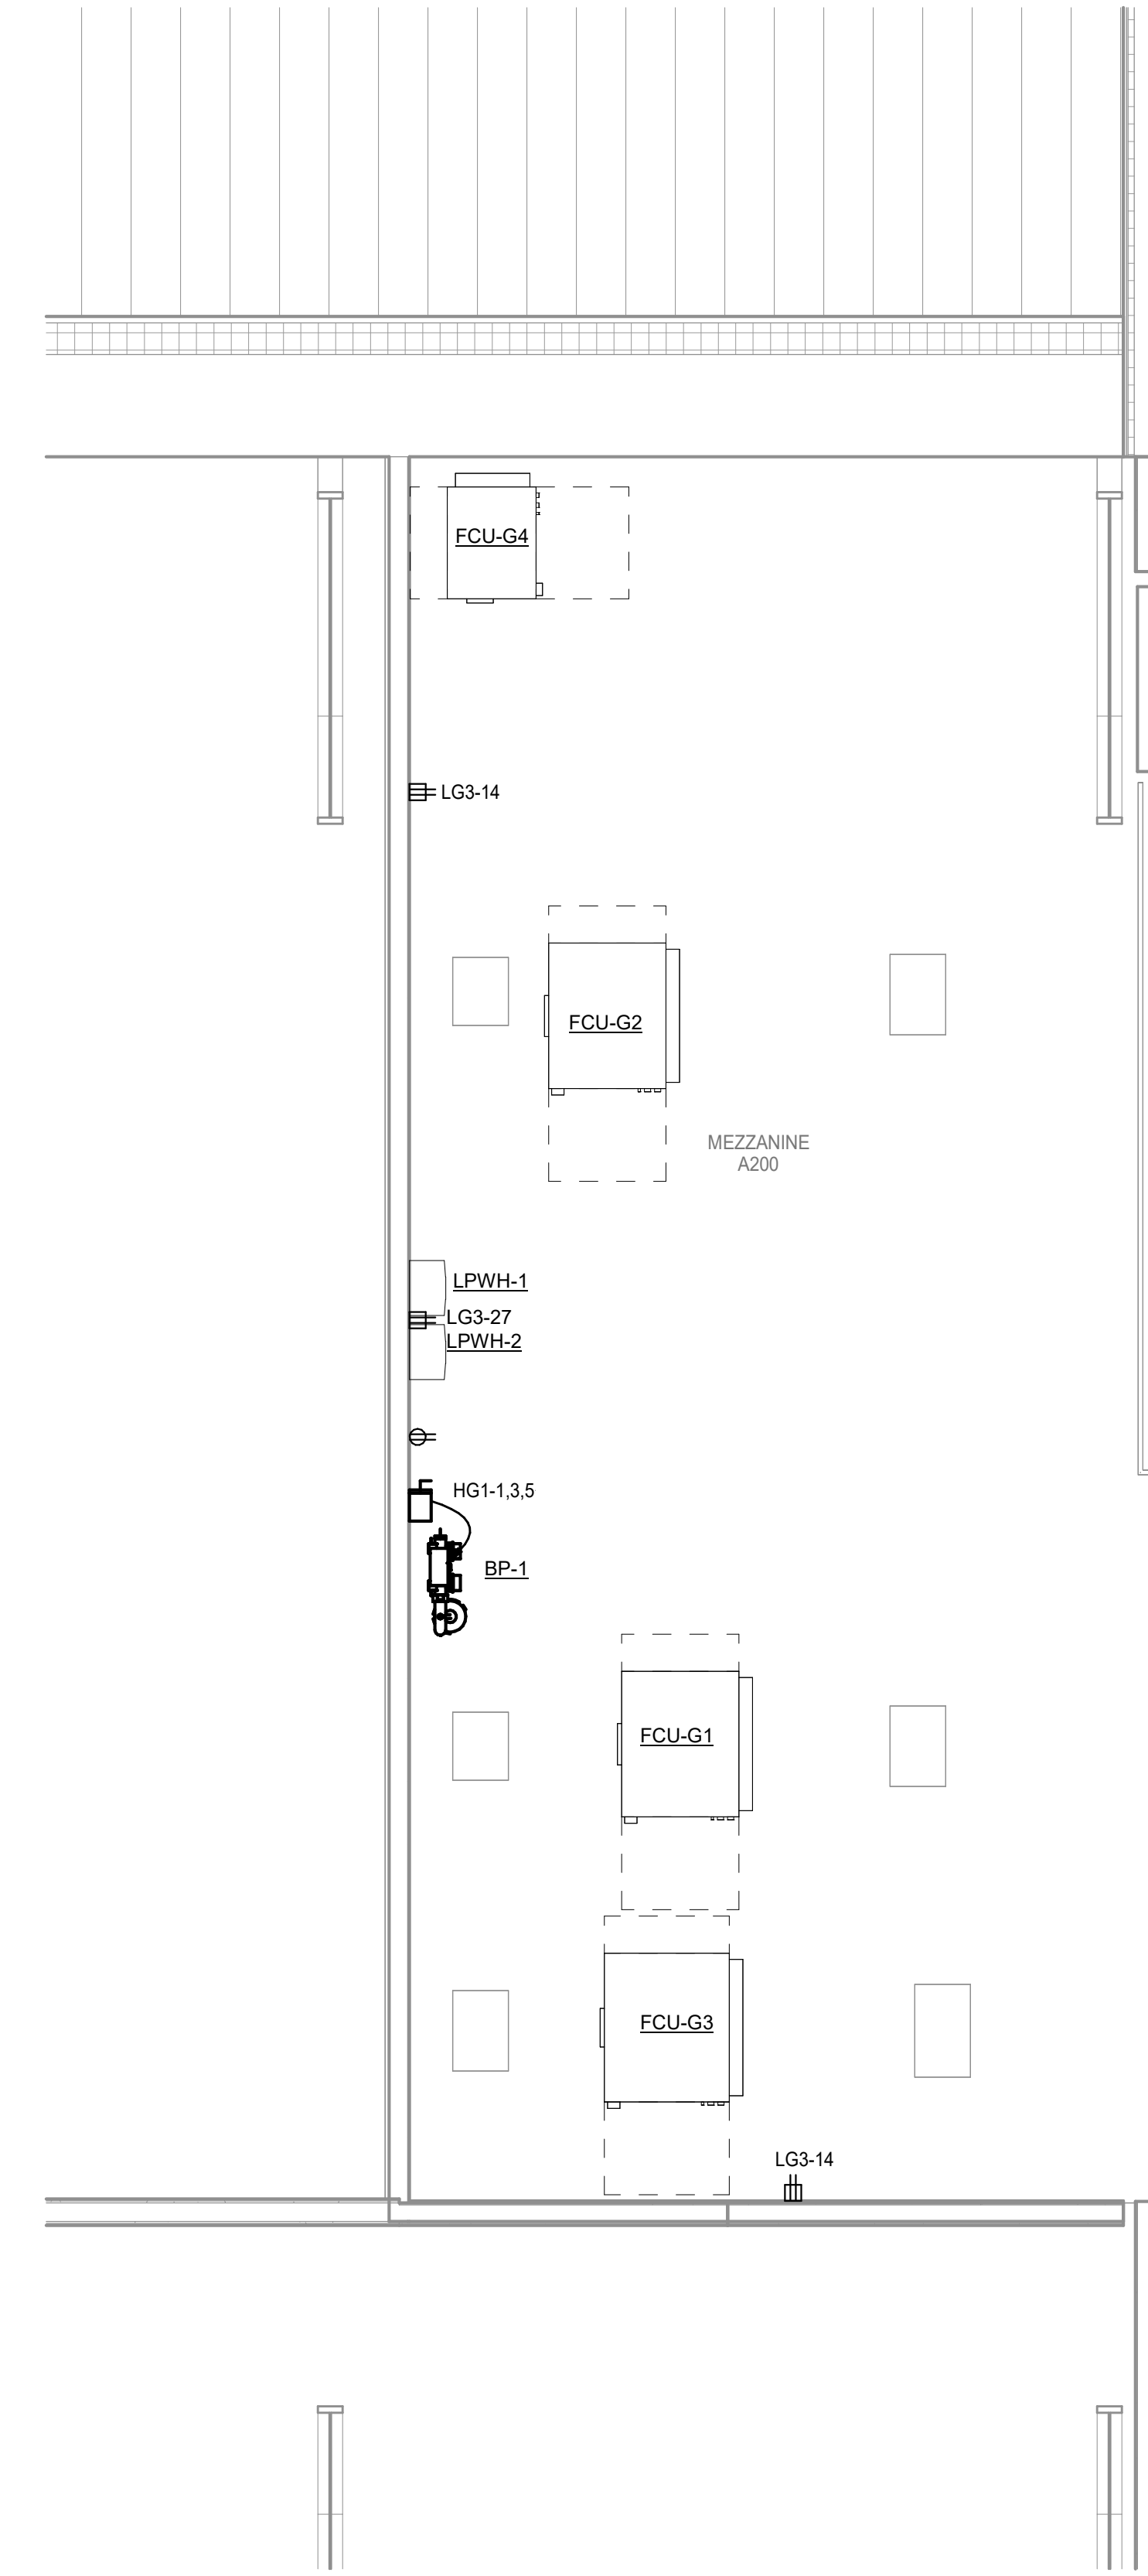 FCU-G4
LG3-14
FCU-G2
MEZZANINE
A200
LPWH-1
LG3-27
LPWH-2
HG1-1,3,5
BP-1
FCU-G1
FCU-G3
LG3-14